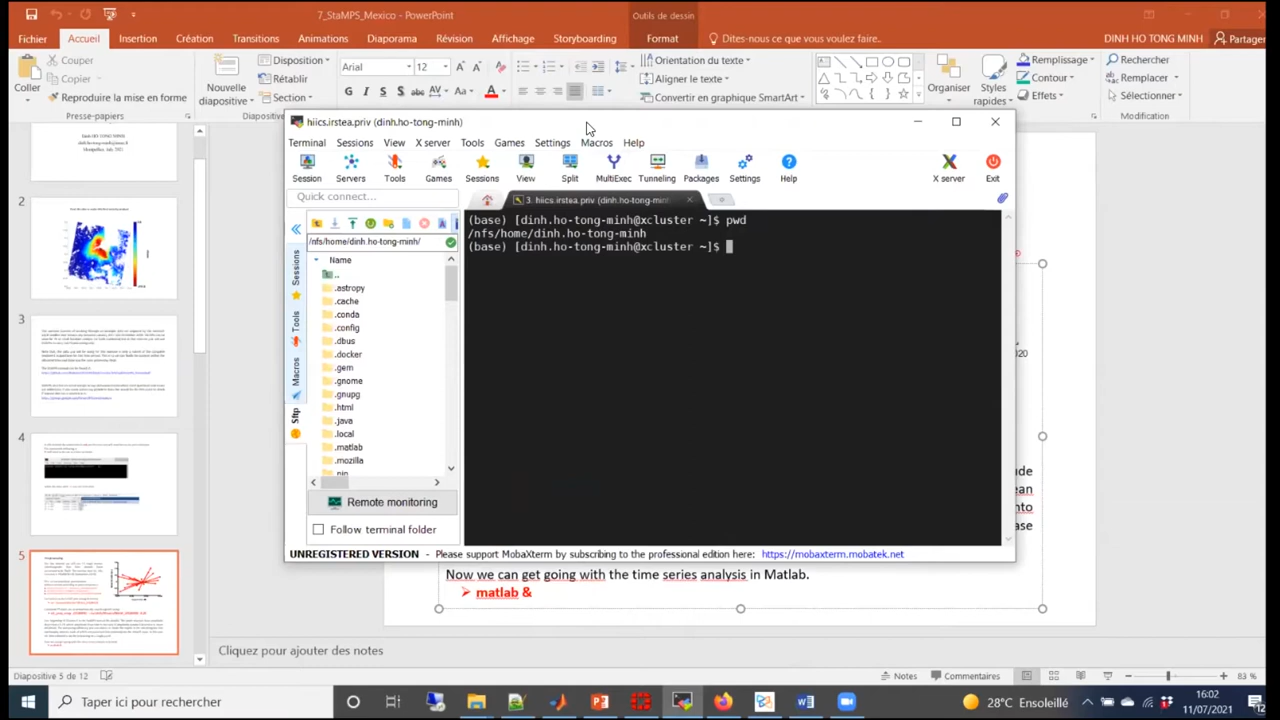 7_StaMPS_Mexico - PowerPoint
Outils de dessin
Fichier
Accueil
Insertion
Création
Transitions
Animations
Diaporama
Révision
Affichage
Storyboarding
Format
Dites-nous ce que vous voulez faire..
DINH HO TONG MINH
Partager
Coller
Couper
Copier
Reproduire la mise en forme
Presse-papiers
Nouvelle
diapositive
Disposition
Rétablir
Section
Diapositives
Arial
12
Orientation du texte
Aligner le texte
Convertir en graphique SmartArt
Organiser
Styles
rapides
Remplissage
Contour
Effets
Rechercher
Remplacer
Sélectionner
hiics.irstea.priv (dinh.ho-tong-minh)
Terminal
Sessions
View
X server
Tools
Games
Settings
Macros
Help
Session
Servers
Tools
Games
Sessions
View
Split
MultiExec
Tunneling
Packages
Settings
Help
X server
Exit
Quick connect...
3. hiics.irstea.priv (dinh.ho-tong-minh
/nfs/home/dinh.ho-tong-minh/
Name
..
.astropy
.cache
.conda
.config
.dbus
.docker
.gem
.gnome
.gnupg
.html
.java
.local
.matlab
.mozilla
Sessions
Tools
Macros
Sftp
(base) [dinh.ho-tong-minh@xcluster ~]$ pwd
/nfs/home/dinh.ho-tong-minh
(base) [dinh.ho-tong-minh@xcluster ~]$
Remote monitoring
Follow terminal folder
UNREGISTERED VERSION - Please support MobaXterm by subscribing to the professional edition here: https://mobaxterm.mobatek.net
Now we can get going with the time series analysis in Matlab.
>> matlab
2
3
4
5
Cliquez pour ajouter des notes
Diapositive 5 de 12
Notes
Commentaires
83 %
Taper ici pour rechercher
28°C Ensoleillé
16:02
11/07/2021